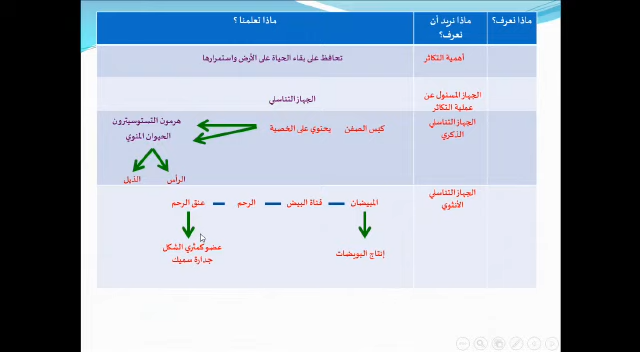 ماذا نعرف؟ ماذا نريد أن نعرف؟ ماذا تعلمنا ؟
أهمية التكاثر تحافظ على بقاء الحياة على الأرض واستمرارها
الجهاز المسئول عن عملية التكاثر الجهاز التناسلي
الجهاز التناسلي الذكري
كيس الصفن يحتوي على الخصية
هرمون التستوسيترون
الحيوان المنوي
الرأس الذيل
الجهاز التناسلي الأنثوي
المبيضان قناة البيض الرحم عنق الرحم
إنتاج البويضات
عضو كمثري الشكل
جدارة سميك